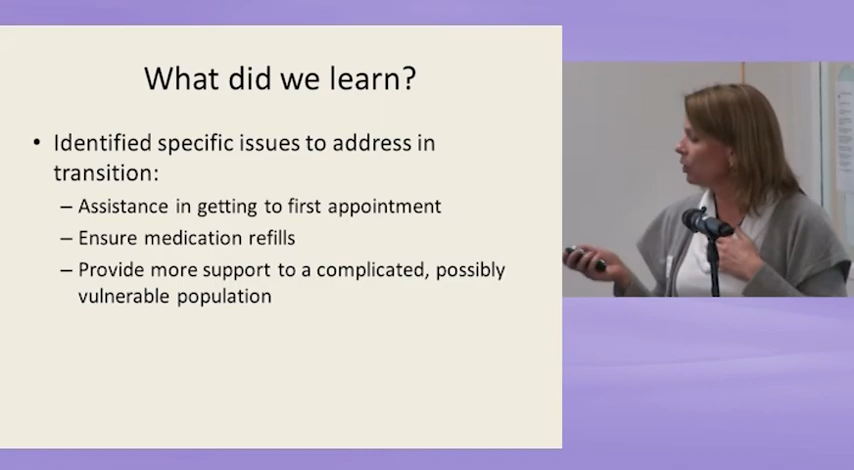 What did we learn?
• Identified specific issues to address in
transition:
– Assistance in getting to first appointment
– Ensure medication refills
– Provide more support to a complicated, possibly
vulnerable population